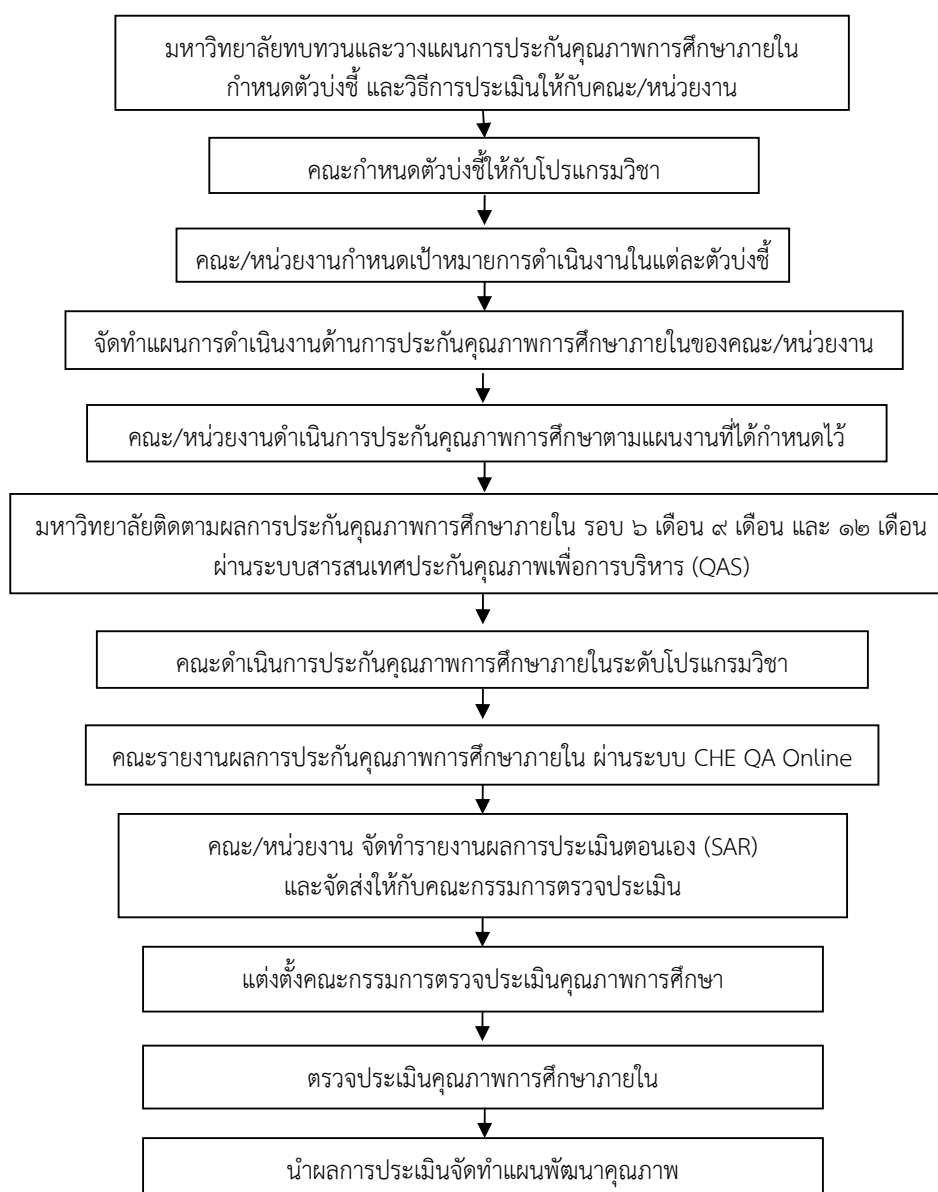 มหาวิทยาลัยทบทวนและวางแผนการประกันคุณภาพการศึกษาภายใน
กำหนดตัวบ่งชี้ และวิธีการประเมินให้กับคณะ/หน่วยงาน
คณะกำหนดตัวบ่งชี้ให้กับโปรแกรมวิชา
คณะ/หน่วยงานกำหนดเป้าหมายการดำเนินงานในแต่ละตัวบ่งชี้
จัดทำแผนการดำเนินงานด้านการประกันคุณภาพการศึกษาภายในของคณะ/หน่วยงาน
คณะ/หน่วยงานดำเนินการประกันคุณภาพการศึกษาตามแผนงานที่ได้กำหนดไว้
มหาวิทยาลัยติดตามผลการประกันคุณภาพการศึกษาภายใน รอบ ๖ เดือน ๙ เดือน และ ๑๒ เดือน
ผ่านระบบสารสนเทศประกันคุณภาพเพื่อการบริหาร (QAS)
คณะดำเนินการประกันคุณภาพการศึกษาภายในระดับโปรแกรมวิชา
คณะรายงานผลการประกันคุณภาพการศึกษาภายใน ผ่านระบบ CHE QA Online
คณะ/หน่วยงาน จัดทำรายงานผลการประเมินตอนเอง (SAR)
และจัดส่งให้กับคณะกรรมการตรวจประเมิน
แต่งตั้งคณะกรรมการตรวจประเมินคุณภาพการศึกษา
ตรวจประเมินคุณภาพการศึกษาภายใน
นำผลการประเมินจัดทำแผนพัฒนาคุณภาพ